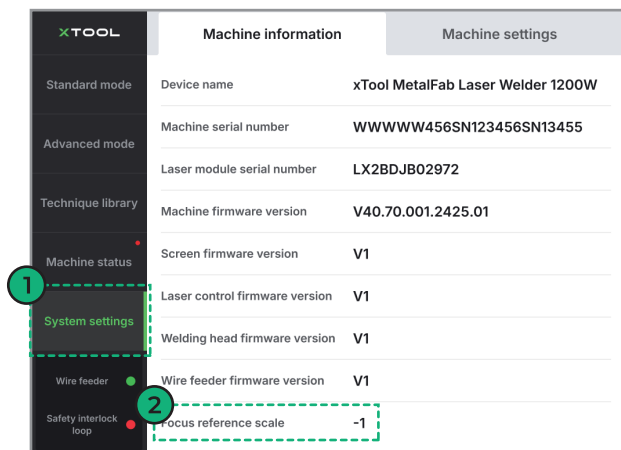 XTOOL
Machine information
Machine settings
Standard mode
Advanced mode
Technique library
Machine status
1
System settings
Wire feeder
Safety interlock
loop
Device name
xTool MetalFab Laser Welder 1200W
Machine serial number
WWWWW456SN123456SN13455
Laser module serial number
LX2BDJB02972
Machine firmware version
V40.70.001.2425.01
Screen firmware version
V1
Laser control firmware version
V1
Welding head firmware version
V1
Wire feeder firmware version
V1
2
Focus reference scale
-1